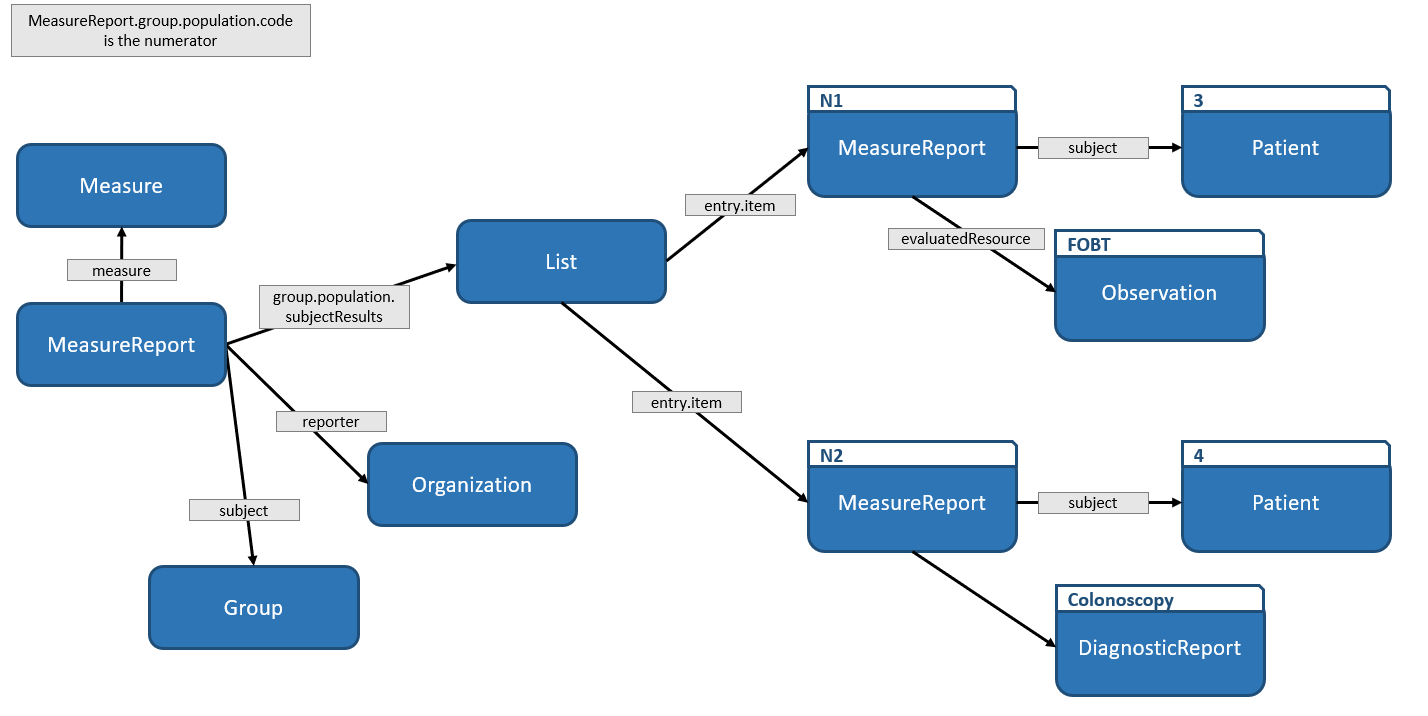 MeasureReport.group.population.code
is the numerator
Measure
measure
MeasureReport
group.population.
subjectResults
reporter
Organization
subject
Group
List
entry.item
entry.item
N1
MeasureReport
subject
3
Patient
evaluatedResource
FOBT
Observation
N2
MeasureReport
subject
4
Patient
Colonoscopy
DiagnosticReport